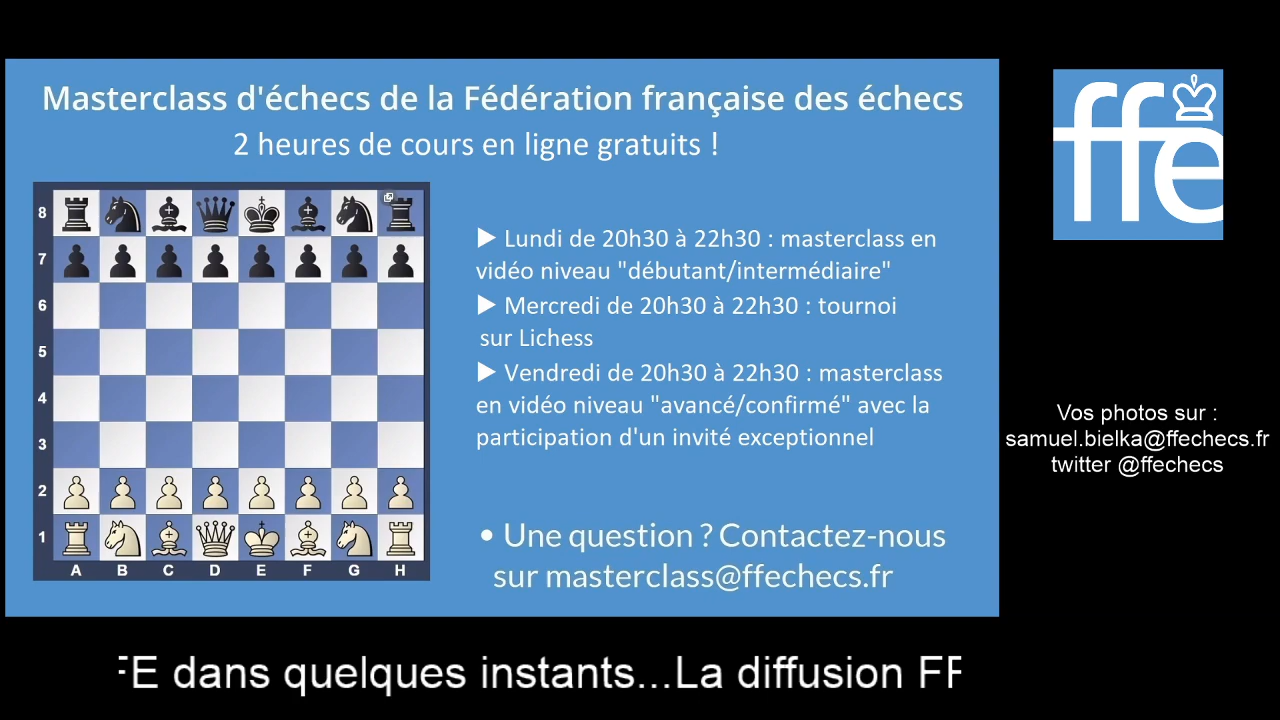 Masterclass d'échecs de la Fédération française des échecs
2 heures de cours en ligne gratuits !
8
7
6
5
4
3
2
1
A B C D E F G H
▶ Lundi de 20h30 à 22h30 : masterclass en
vidéo niveau "débutant/intermédiaire"
▶ Mercredi de 20h30 à 22h30 : tournoi
sur Lichess
▶ Vendredi de 20h30 à 22h30 : masterclass
en vidéo niveau "avancé/confirmé" avec la
participation d'un invité exceptionnel
• Une question ? Contactez-nous
sur masterclass@ffechecs.fr
ffe
Vos photos sur :
samuel.bielka@ffechecs.fr
twitter @ffechecs
FE dans quelques instants...La diffusion FF